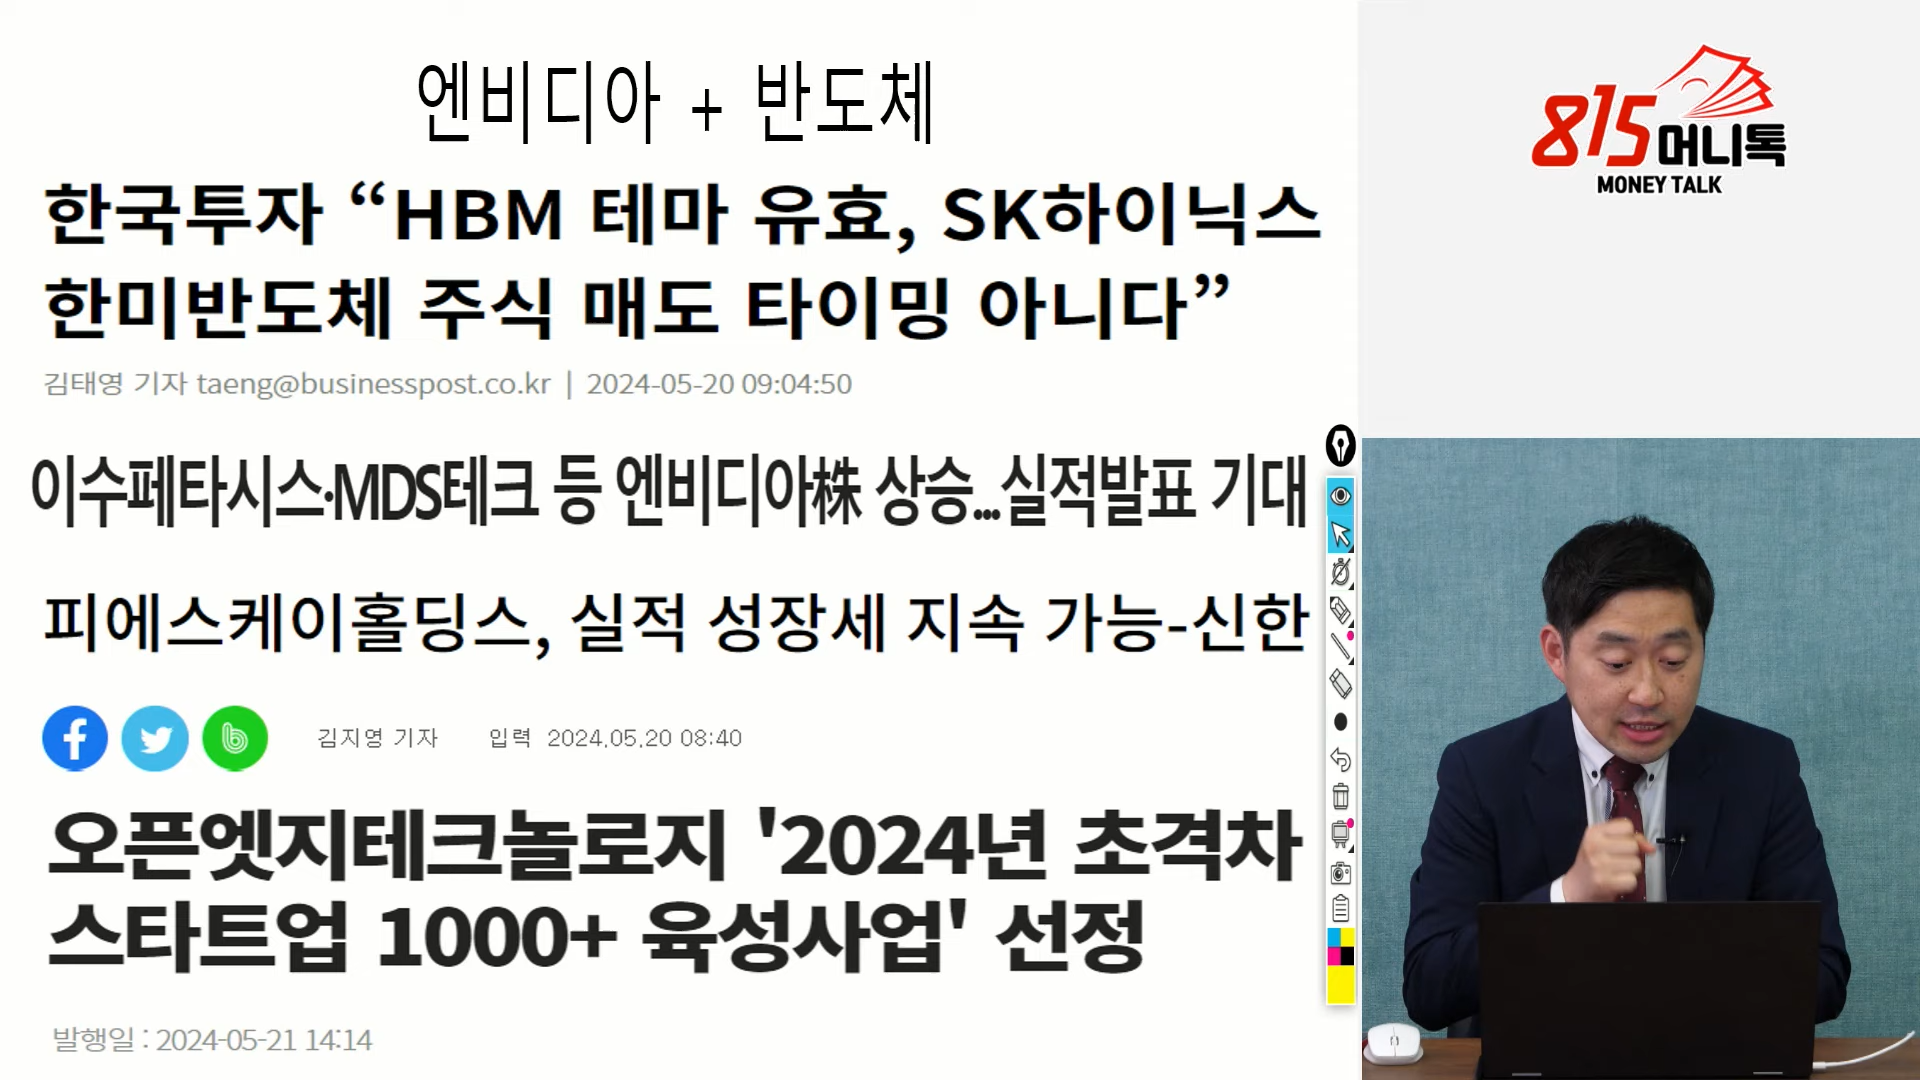 엔비디아 + 반도체
한국투자 “HBM 테마 유효, SK하이닉스
한미반도체 주식 매도 타이밍 아니다”
김태영 기자 taeng@businesspost.co.kr | 2024-05-20 09:04:50
이수페타시스·MDS테크 등 엔비디아株 상승...실적발표 기대
피에스케이홀딩스, 실적 성장세 지속 가능-신한
김지영 기자 입력 2024.05.20 08:40
오픈엣지테크놀로지 '2024년 초격차
스타트업 1000+ 육성사업' 선정
발행일 : 2024-05-21 14:14
815머니톡
MONEY TALK